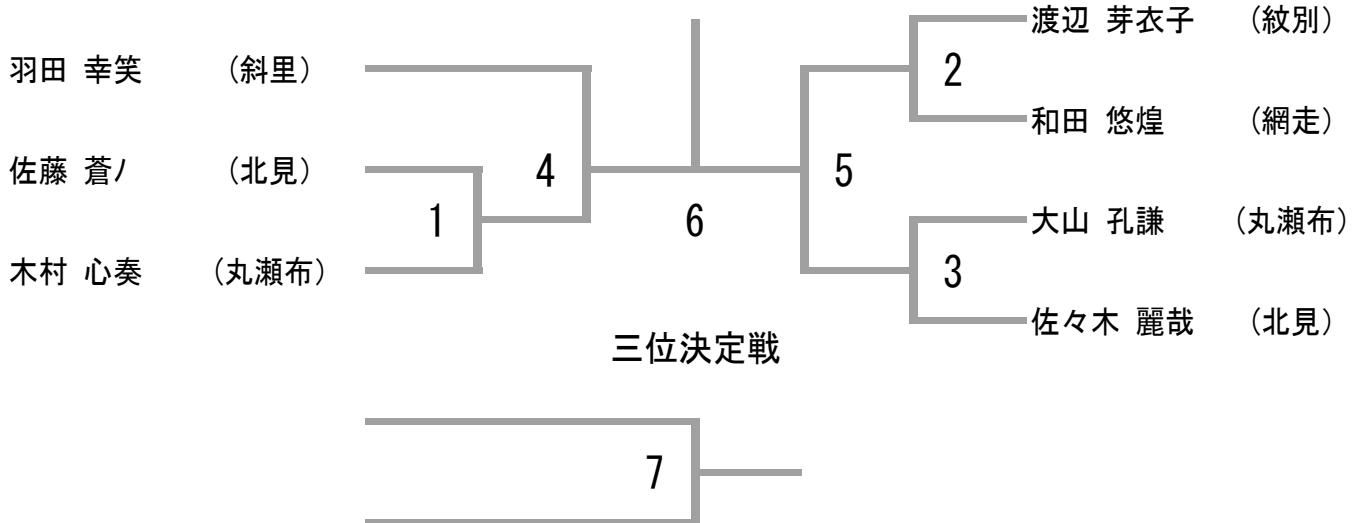 渡辺 芽衣子 （紋別）
羽田 幸笑 （斜里）
2
和田 悠煌 （網走）
佐藤 蒼ﾉ （北見）
4
5
1
6
大山 孔謙 （丸瀬布）
木村 心奏 （丸瀬布）
3
佐々木 麗哉 （北見）
三位決定戦
7